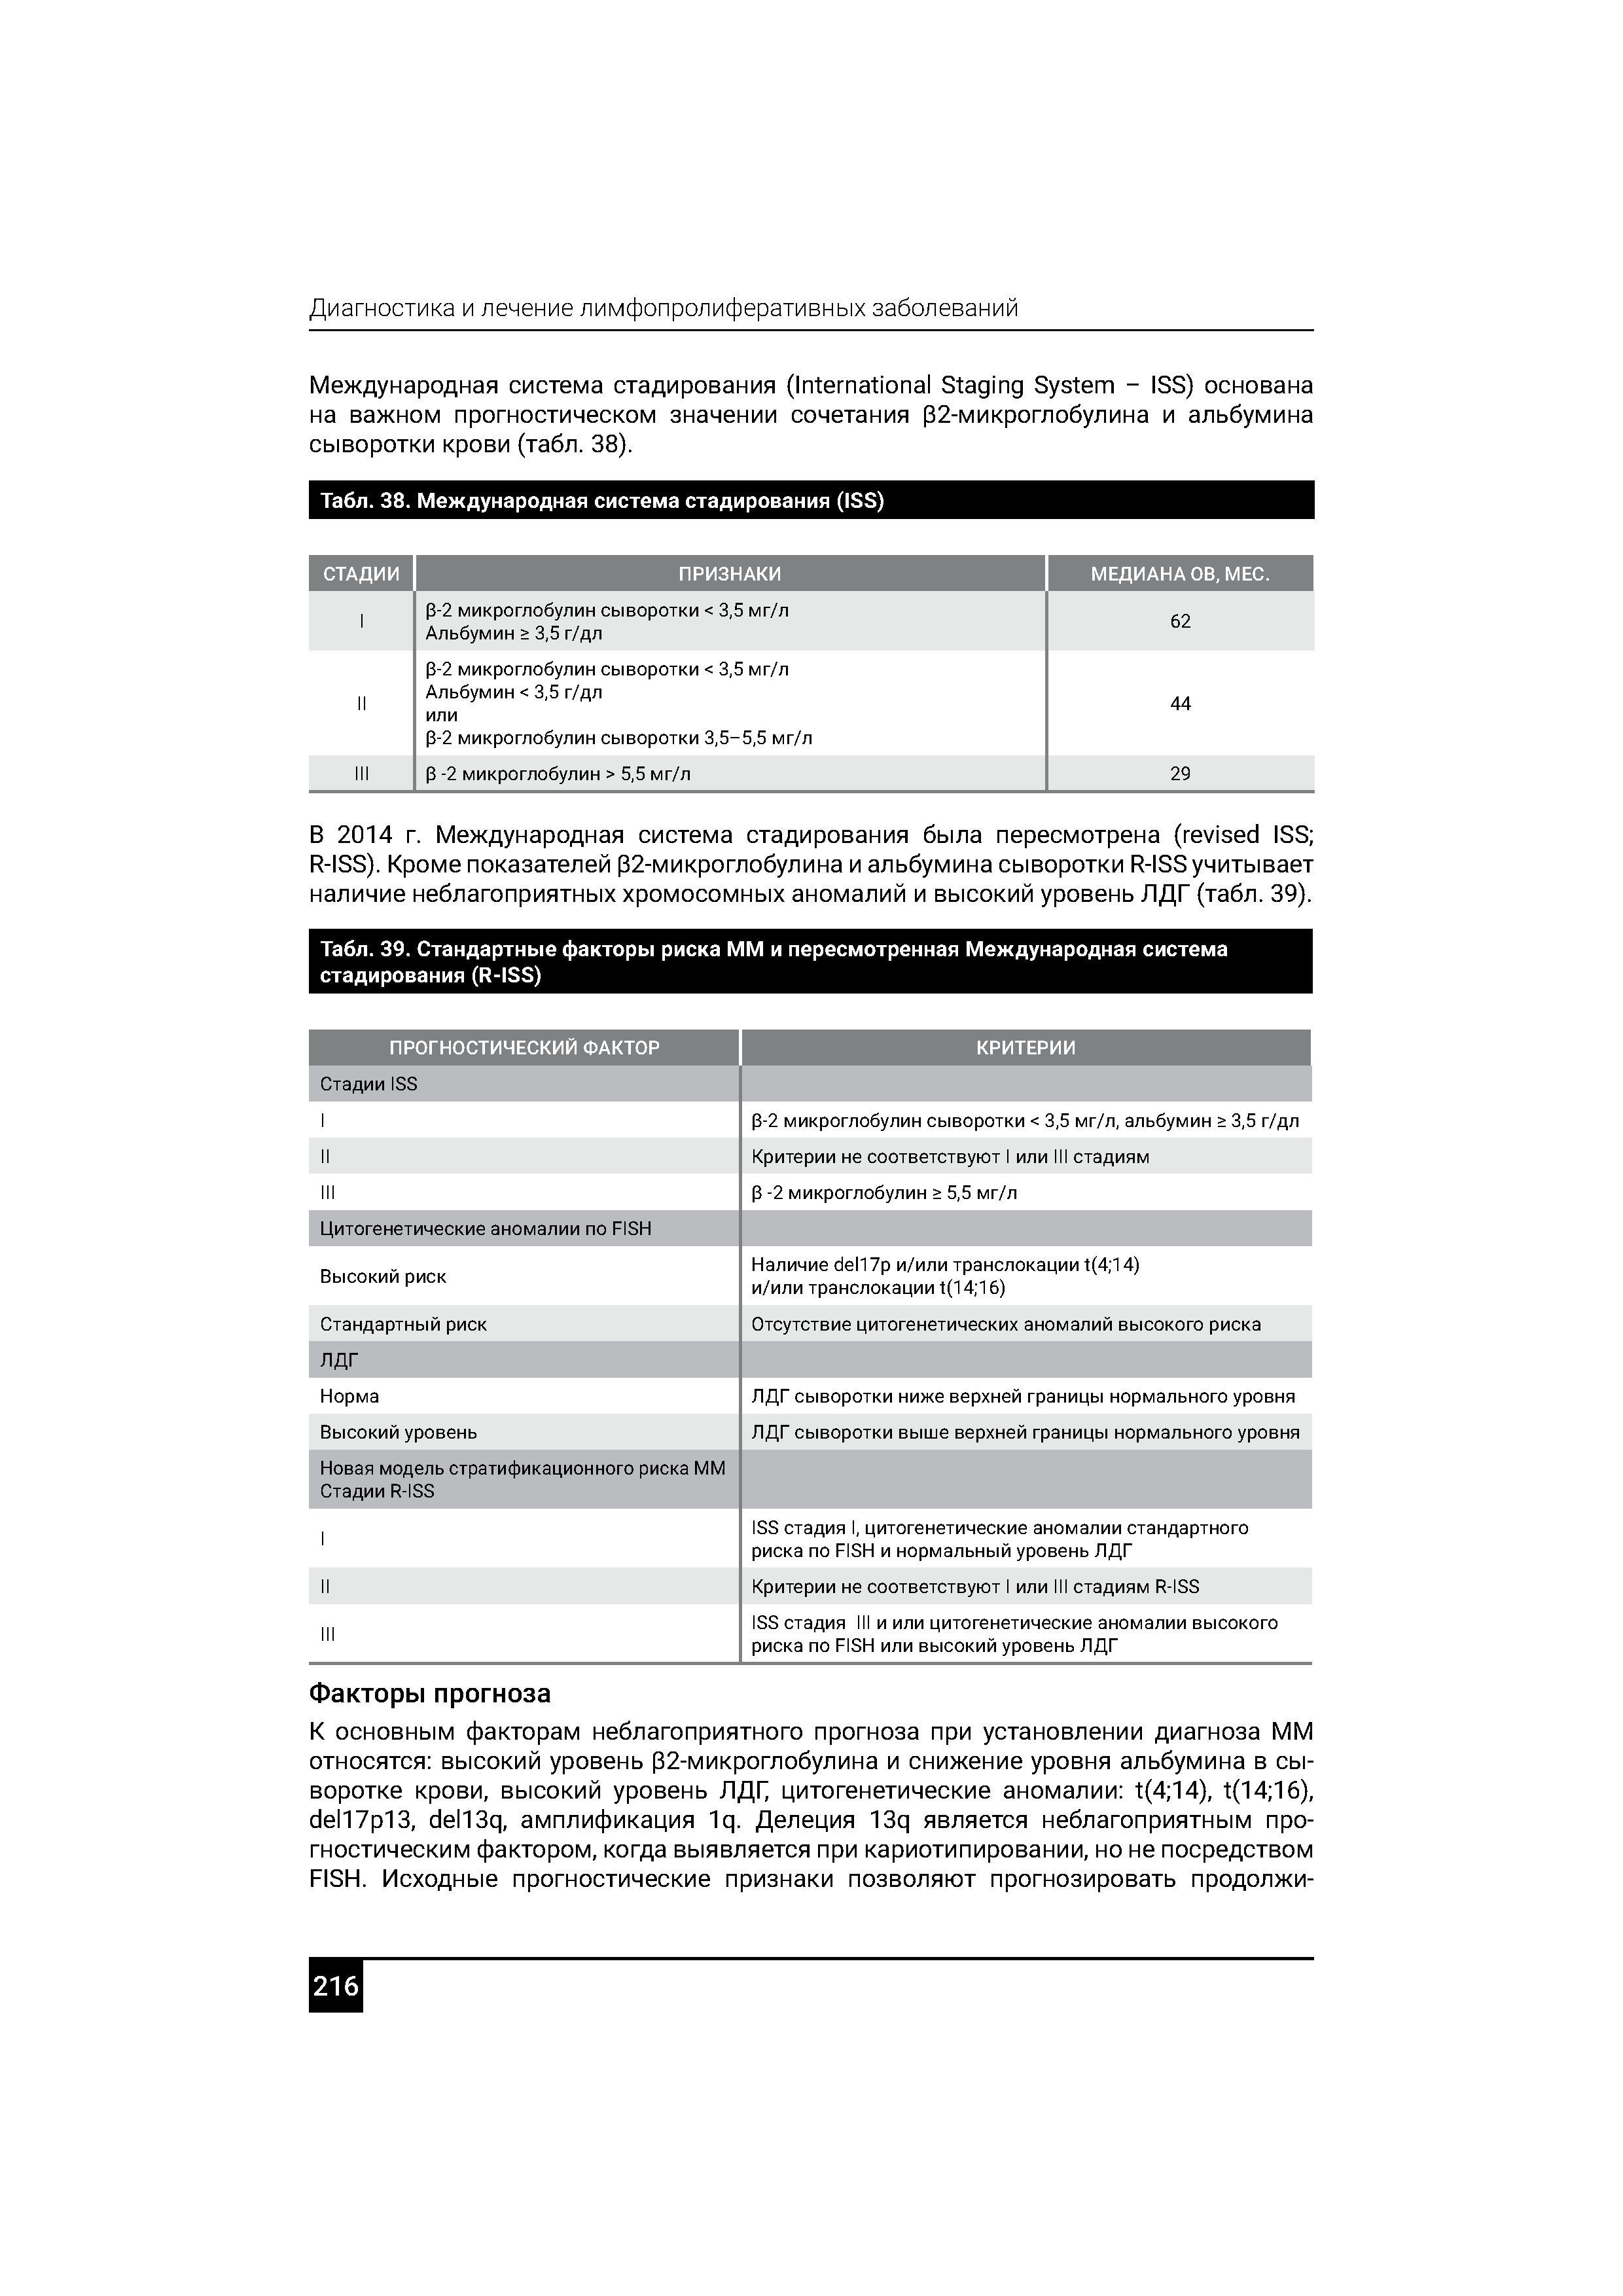 Диагностика и лечение лимфопролиферативных заболеваний
Международная система стадирования (International Staging System – ISS) основана
на важном прогностическом значении сочетания β2-микроглобулина и альбумина
сыворотки крови (табл. 38).
Табл. 38. Международная система стадирования (ISS)
СТАДИИ ПРИЗНАКИ МЕДИАНА ОВ, МЕС.
I
β-2 микроглобулин сыворотки < 3,5 мг/л
Альбумин ≥ 3,5 г/дл
62
II
β-2 микроглобулин сыворотки < 3,5 мг/л
Альбумин < 3,5 г/дл
или
β-2 микроглобулин сыворотки 3,5–5,5 мг/л
44
III β -2 микроглобулин > 5,5 мг/л 29
В 2014 г. Международная система стадирования была пересмотрена (revised ISS;
R-ISS). Кроме показателей β2-микроглобулина и альбумина сыворотки R-ISS учитывает
наличие неблагоприятных хромосомных аномалий и высокий уровень ЛДГ (табл. 39).
Табл. 39. Стандартные факторы риска ММ и пересмотренная Международная система
стадирования (R-ISS)
ПРОГНОСТИЧЕСКИЙ ФАКТОР КРИТЕРИИ
Стадии ISS
I β-2 микроглобулин сыворотки < 3,5 мг/л, альбумин ≥ 3,5 г/дл
II Критерии не соответствуют I или III стадиям
III β -2 микроглобулин ≥ 5,5 мг/л
Цитогенетические аномалии по FISH
Высокий риск
Наличие del17p и/или транслокации t(4;14)
и/или транслокации t(14;16)
Стандартный риск Отсутствие цитогенетических аномалий высокого риска
ЛДГ
Норма ЛДГ сыворотки ниже верхней границы нормального уровня
Высокий уровень ЛДГ сыворотки выше верхней границы нормального уровня
Новая модель стратификационного риска ММ
Стадии R-ISS
I
ISS стадия I, цитогенетические аномалии стандартного
риска по FISH и нормальный уровень ЛДГ
II Критерии не соответствуют I или III стадиям R-ISS
III
ISS стадия  III и или цитогенетические аномалии высокого
риска по FISH или высокий уровень ЛДГ
Факторы прогноза
К основным факторам неблагоприятного прогноза при установлении диагноза ММ
относятся: высокий уровень β2-микроглобулина и снижение уровня альбумина в сы-
воротке крови, высокий уровень ЛДГ, цитогенетические аномалии: t(4;14), t(14;16),
del17p13, del13q, амплификация 1q. Делеция 13q является неблагоприятным про-
гностическим фактором, когда выявляется при кариотипировании, но не посредством
FISH. Исходные прогностические признаки позволяют прогнозировать продолжи-
216